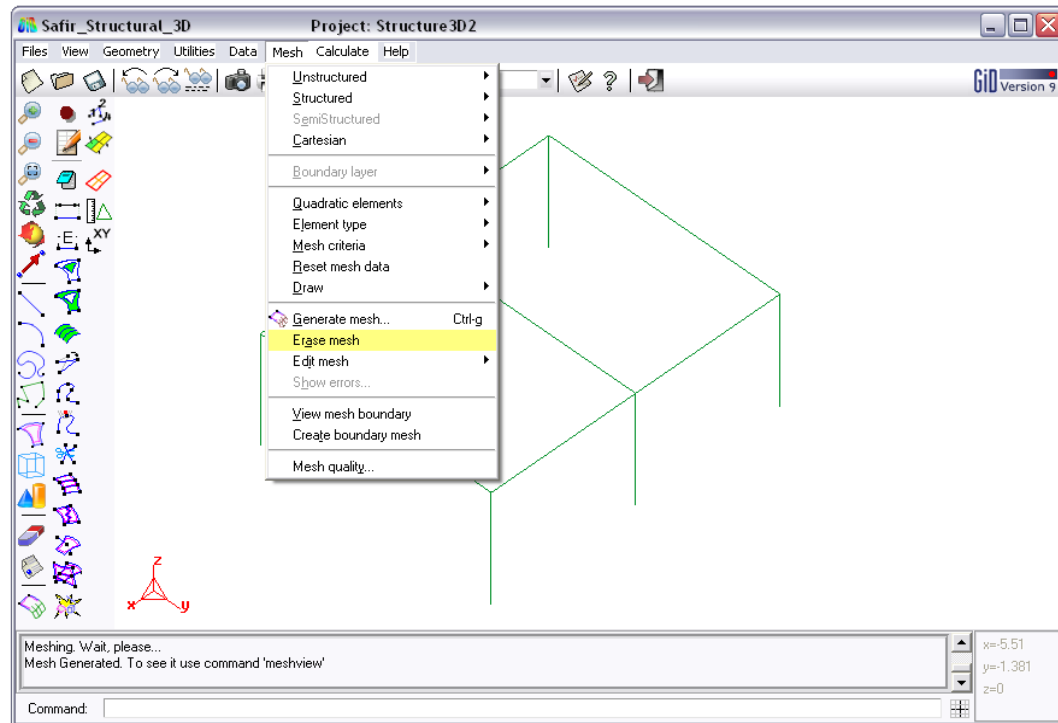 Safir_Structural_3D Project: Structure3D2
Files View Geometry Utilities Data Mesh Calculate Help
GiD Version 9
Unstructured
Structured
SemiStructured
Cartesian
Boundary layer
Quadratic elements
Element type
Mesh criteria
Reset mesh data
Draw
Generate mesh... Ctrl-g
Erase mesh
Edit mesh
Show errors...
View mesh boundary
Create boundary mesh
Mesh quality...
2
E XY
z
x y
Meshing. Wait, please...
Mesh Generated. To see it use command 'meshview'
x=-5.51
y=-1.381
z=0
Command: